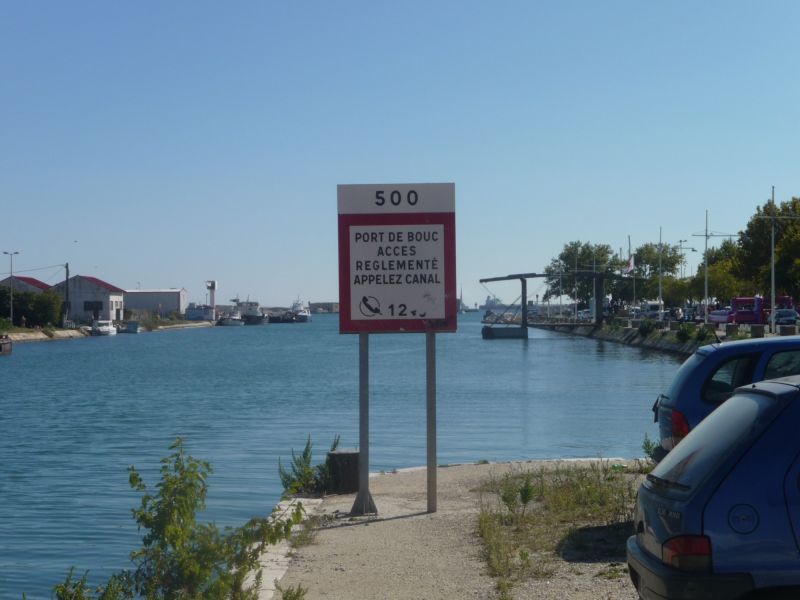 500
PORT DE BOUC
ACCES
REGLEMENTÉ
APPELEZ CANAL